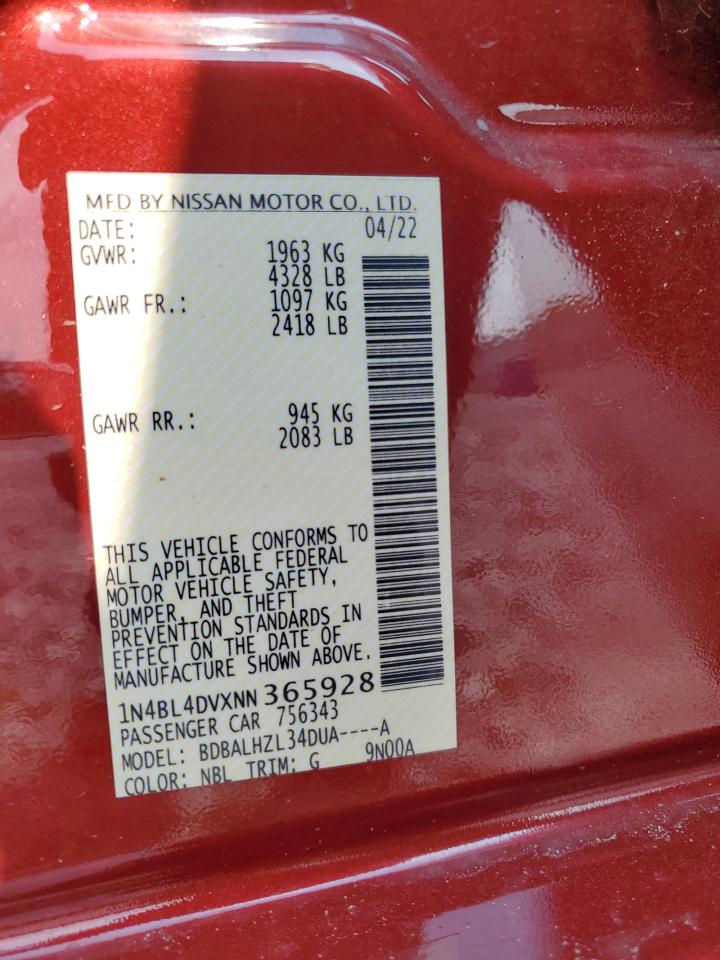 MFD BY NISSAN MOTOR CO., LTD.
DATE: 04/22
GVWR: 1963 KG
4328 LB
GAWR FR.: 1097 KG
2418 LB
GAWR RR.: 945 KG
2083 LB
THIS VEHICLE CONFORMS TO
ALL APPLICABLE FEDERAL
MOTOR VEHICLE SAFETY,
BUMPER, AND THEFT
PREVENTION STANDARDS IN
EFFECT ON THE DATE OF
MANUFACTURE SHOWN ABOVE.
1N4BL4DVXNN365928
PASSENGER CAR 756343
MODEL: BDBALHZL34DUA----A
COLOR: NBL TRIM: G 9N00A